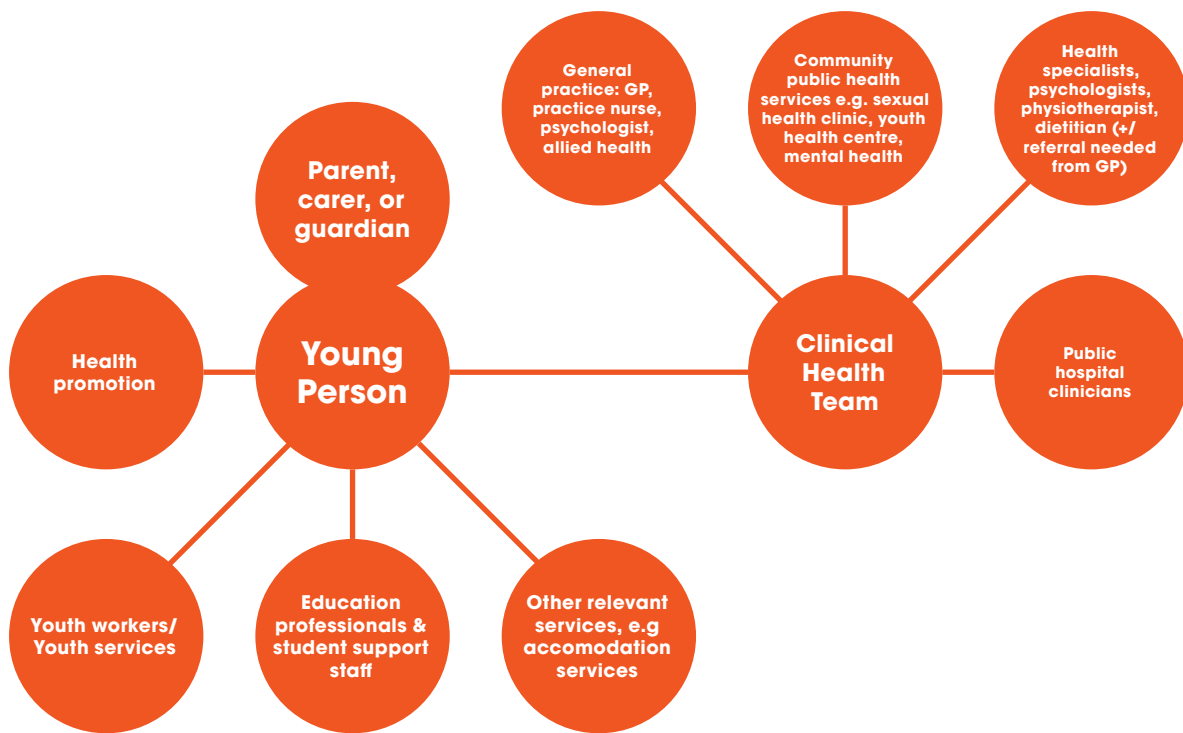 General
practice: GP,
practice nurse,
psychologist,
allied health
Community
public health
services e.g. sexual
health clinic, youth
health centre,
mental health
Health
specialists,
psychologists,
physiotherapist,
dietitian (+/
referral needed
from GP)
Parent,
carer, or
guardian
Health
promotion
Young
Person
Clinical
Health
Team
Public
hospital
clinicians
Youth workers/
Youth services
Education
professionals &
student support
staff
Other relevant
services, e.g
accomodation
services